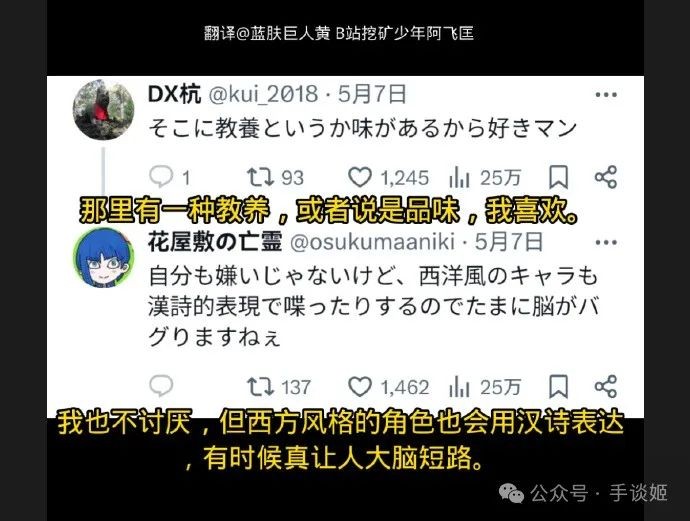 翻译@蓝肤巨人黄 B站挖矿少年阿飞匡
DX杭 @kui_2018 · 5月7日
そこに教養というか味があるから好きマン
1 93 1,245 25万
那里有一种教养，或者说是品味，我喜欢。
花屋敷の亡霊 @osukumaaniki · 5月7日
自分も嫌いじゃないけど、西洋風のキャラも
漢詩的表現で喋ったりするのでたまに脳がバ
グりますねぇ
137 1,462 25万
我也不讨厌，但西方风格的角色也会用汉诗表达
，有时候真让人大脑短路。
公众号 · 手谈姬